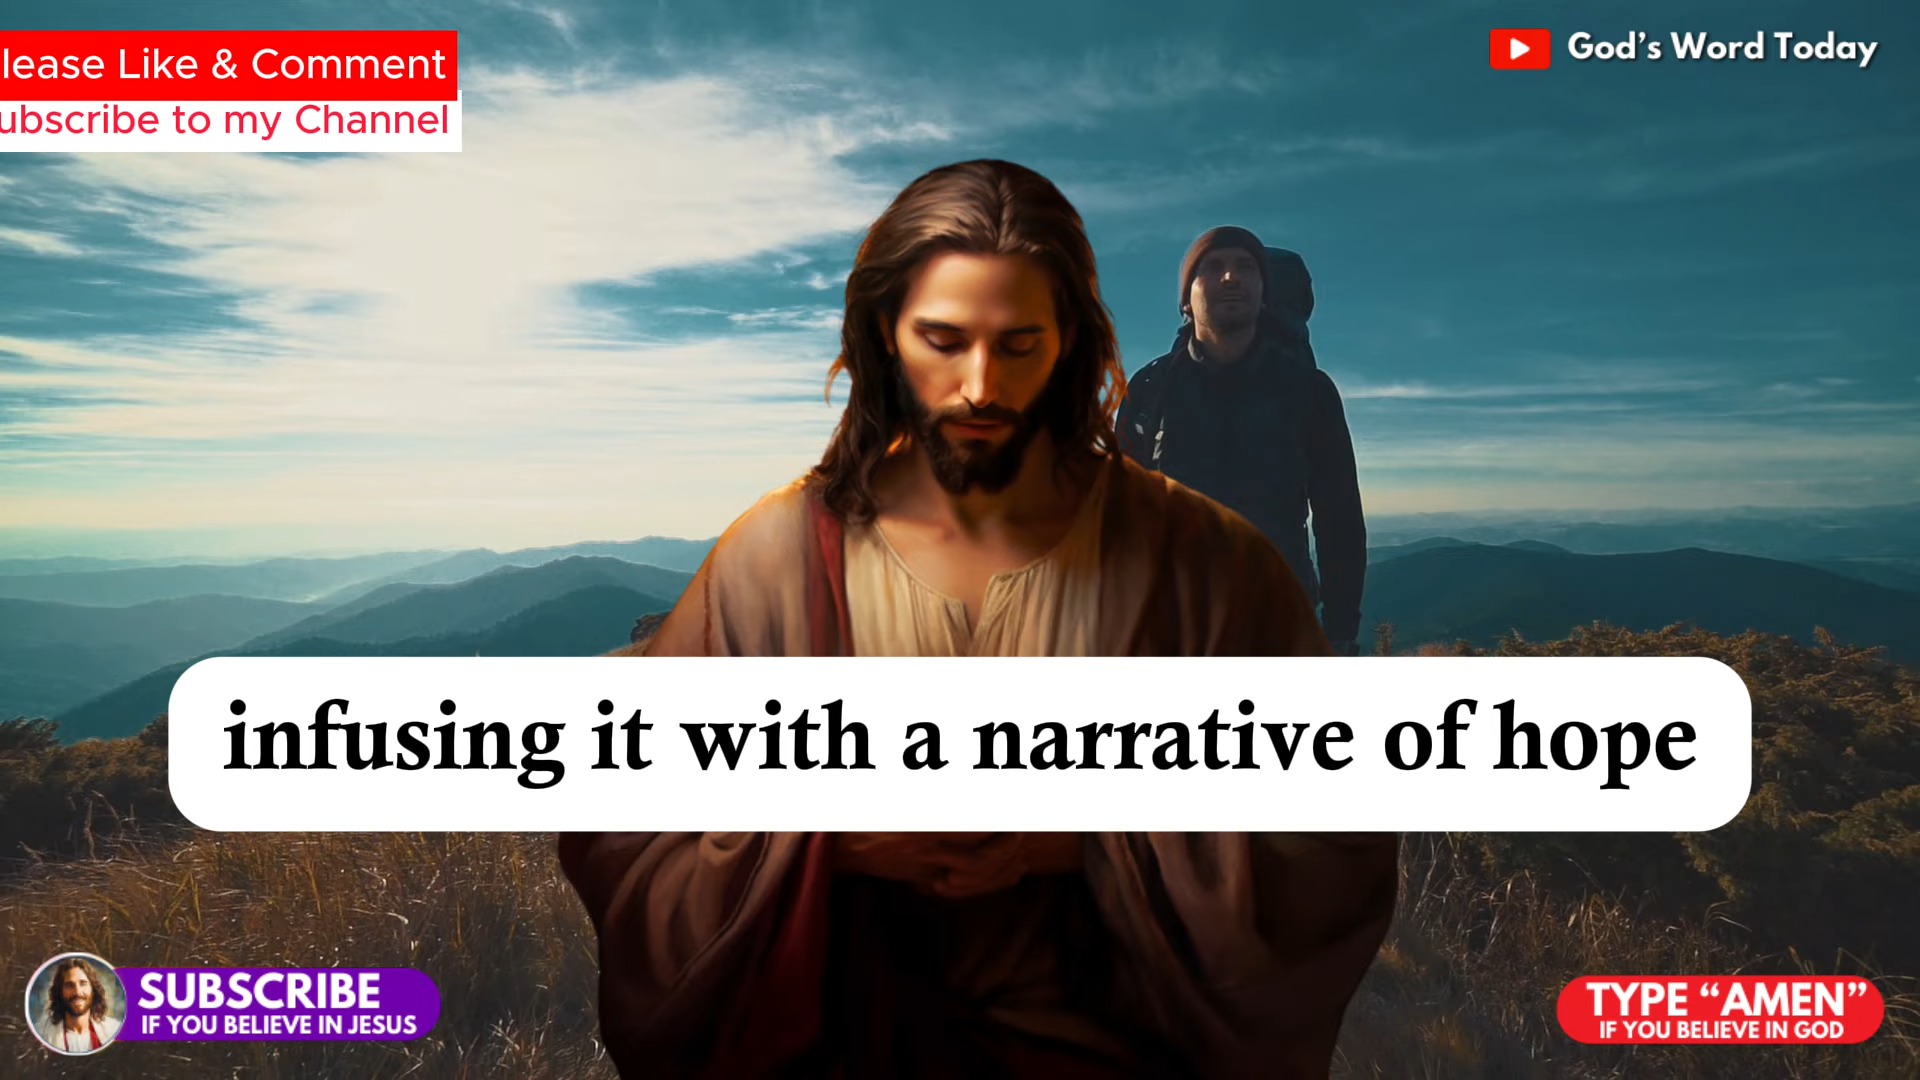 lease Like & Comment
ubscribe to my Channel
God’s Word Today
infusing it with a narrative of hope
SUBSCRIBE
IF YOU BELIEVE IN JESUS
TYPE “AMEN”
IF YOU BELIEVE IN GOD